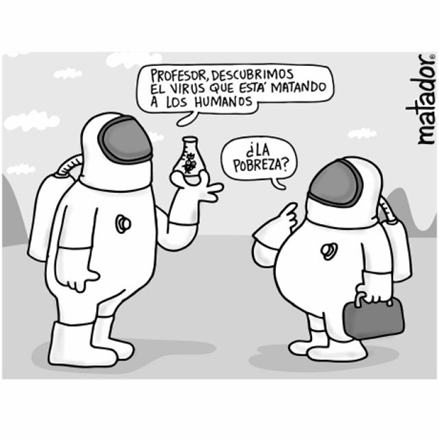 PROFESOR, DESCUBRIMOS
EL VIRUS QUE ESTÁ MATANDO
A LOS HUMANOS
¿LA
POBREZA?
matador®